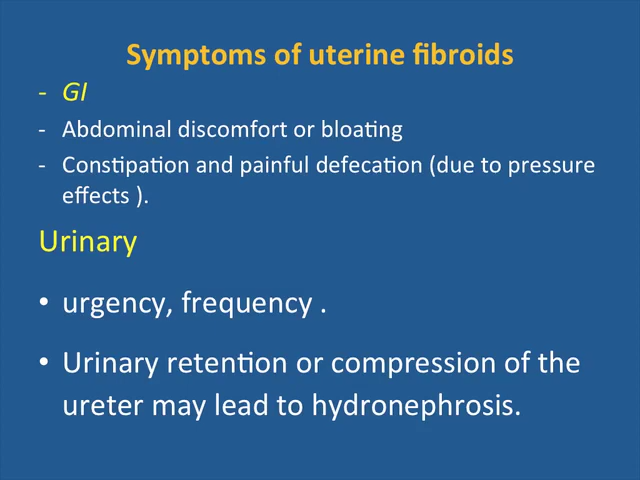 Symptoms of uterine fibroids
- GI
- Abdominal discomfort or bloating
- Constipation and painful defecation (due to pressure
effects ).
Urinary
• urgency, frequency .
• Urinary retention or compression of the
ureter may lead to hydronephrosis.